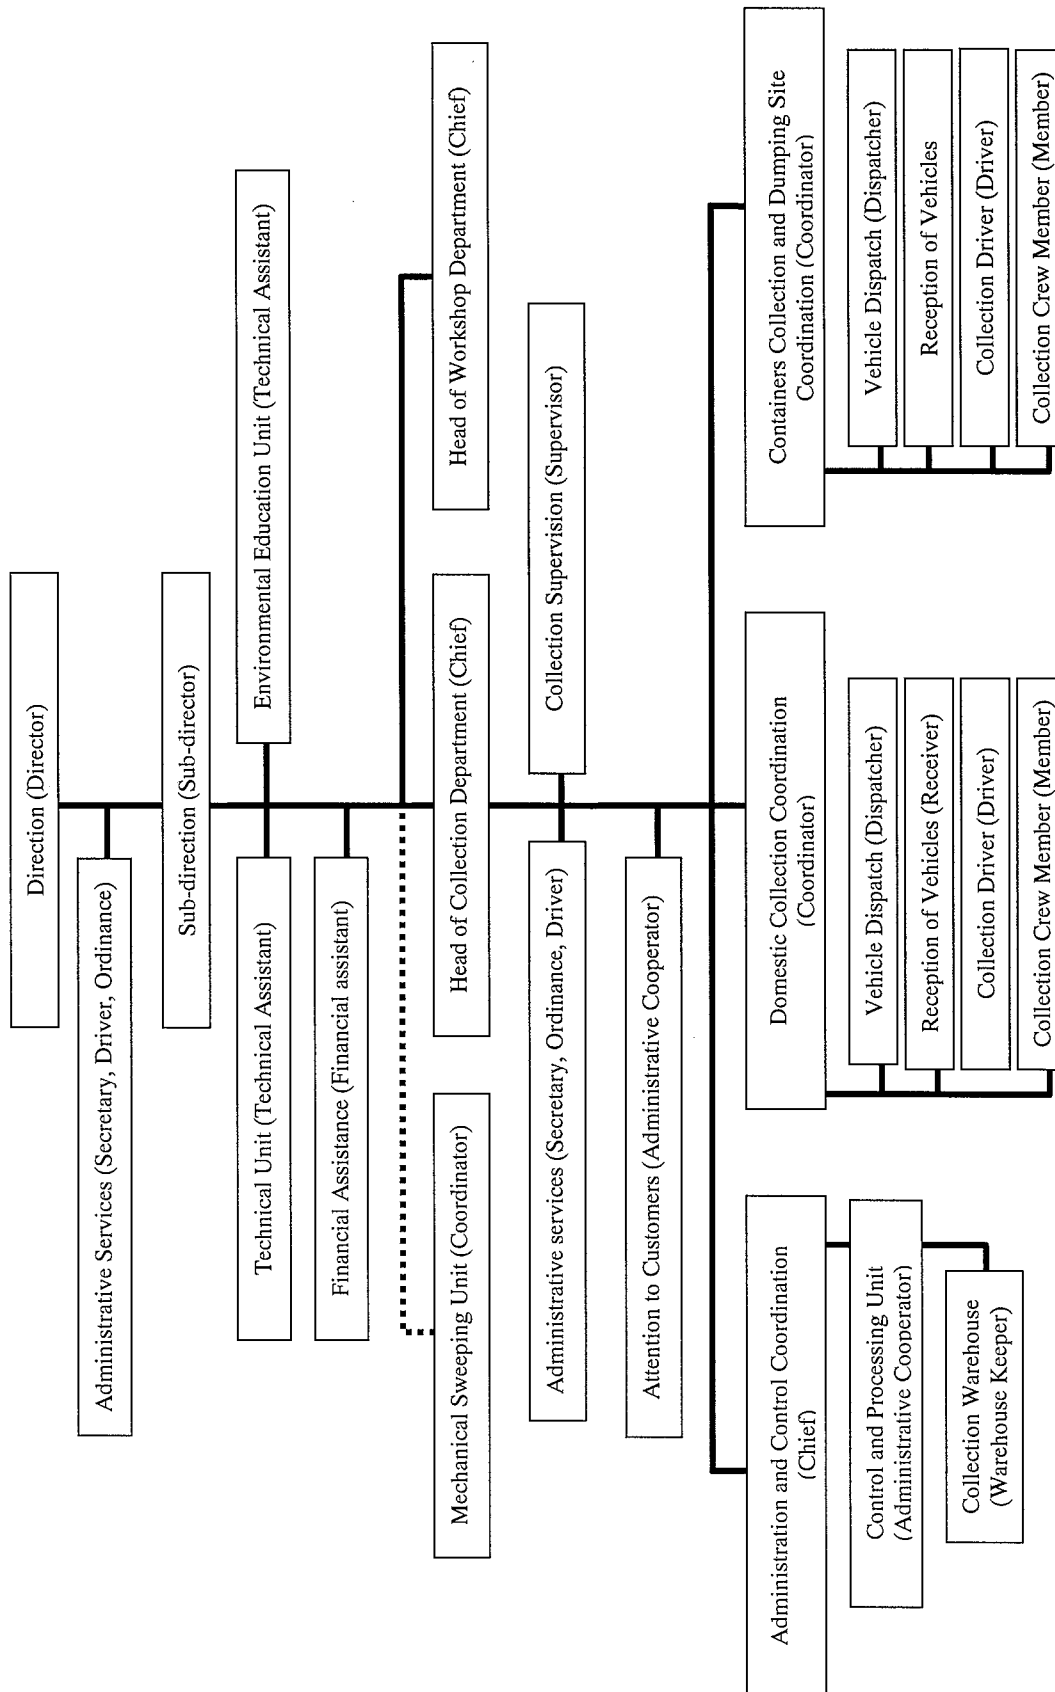 Direction (Director)
Administrative Services (Secretary, Driver, Ordinance)
Sub-direction (Sub-director)
Environmental Education Unit (Technical Assistant)
Technical Unit (Technical Assistant)
Financial Assistance (Financial assistant)
Mechanical Sweeping Unit (Coordinator)
Head of Collection Department (Chief)
Head of Workshop Department (Chief)
Collection Supervision (Supervisor)
Administrative services (Secretary, Ordinance, Driver)
Attention to Customers (Administrative Cooperator)
Administration and Control Coordination
(Chief)
Control and Processing Unit
(Administrative Cooperator)
Collection Warehouse
(Warehouse Keeper)
Domestic Collection Coordination
(Coordinator)
Vehicle Dispatch (Dispatcher)
Reception of Vehicles (Receiver)
Collection Driver (Driver)
Collection Crew Member (Member)
Containers Collection and Dumping Site
Coordination (Coordinator)
Vehicle Dispatch (Dispatcher)
Reception of Vehicles
Collection Driver (Driver)
Collection Crew Member (Member)